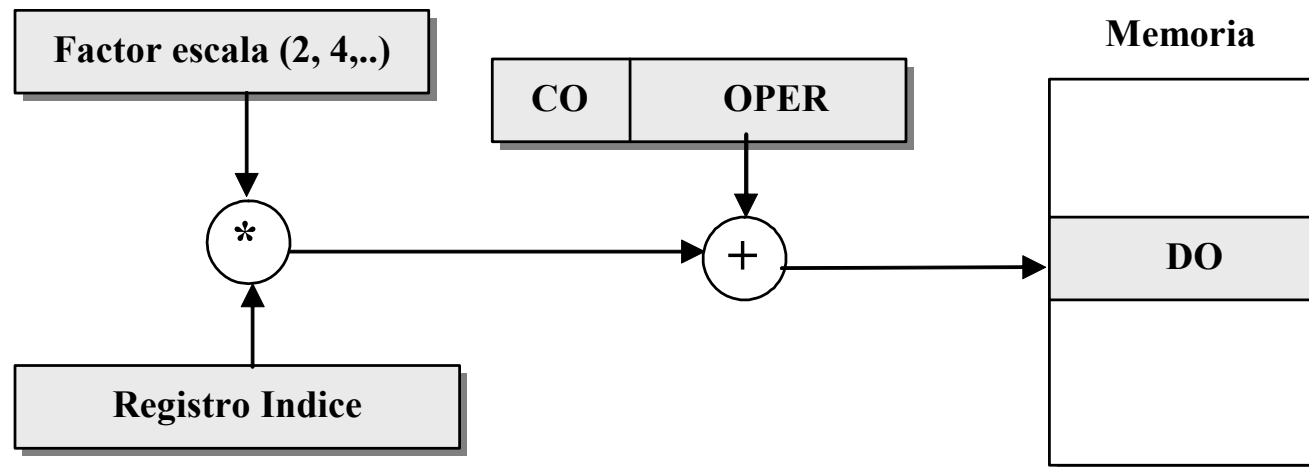 Factor escala (2, 4,..)
Memoria
CO
OPER
*
+
DO
Registro Indice